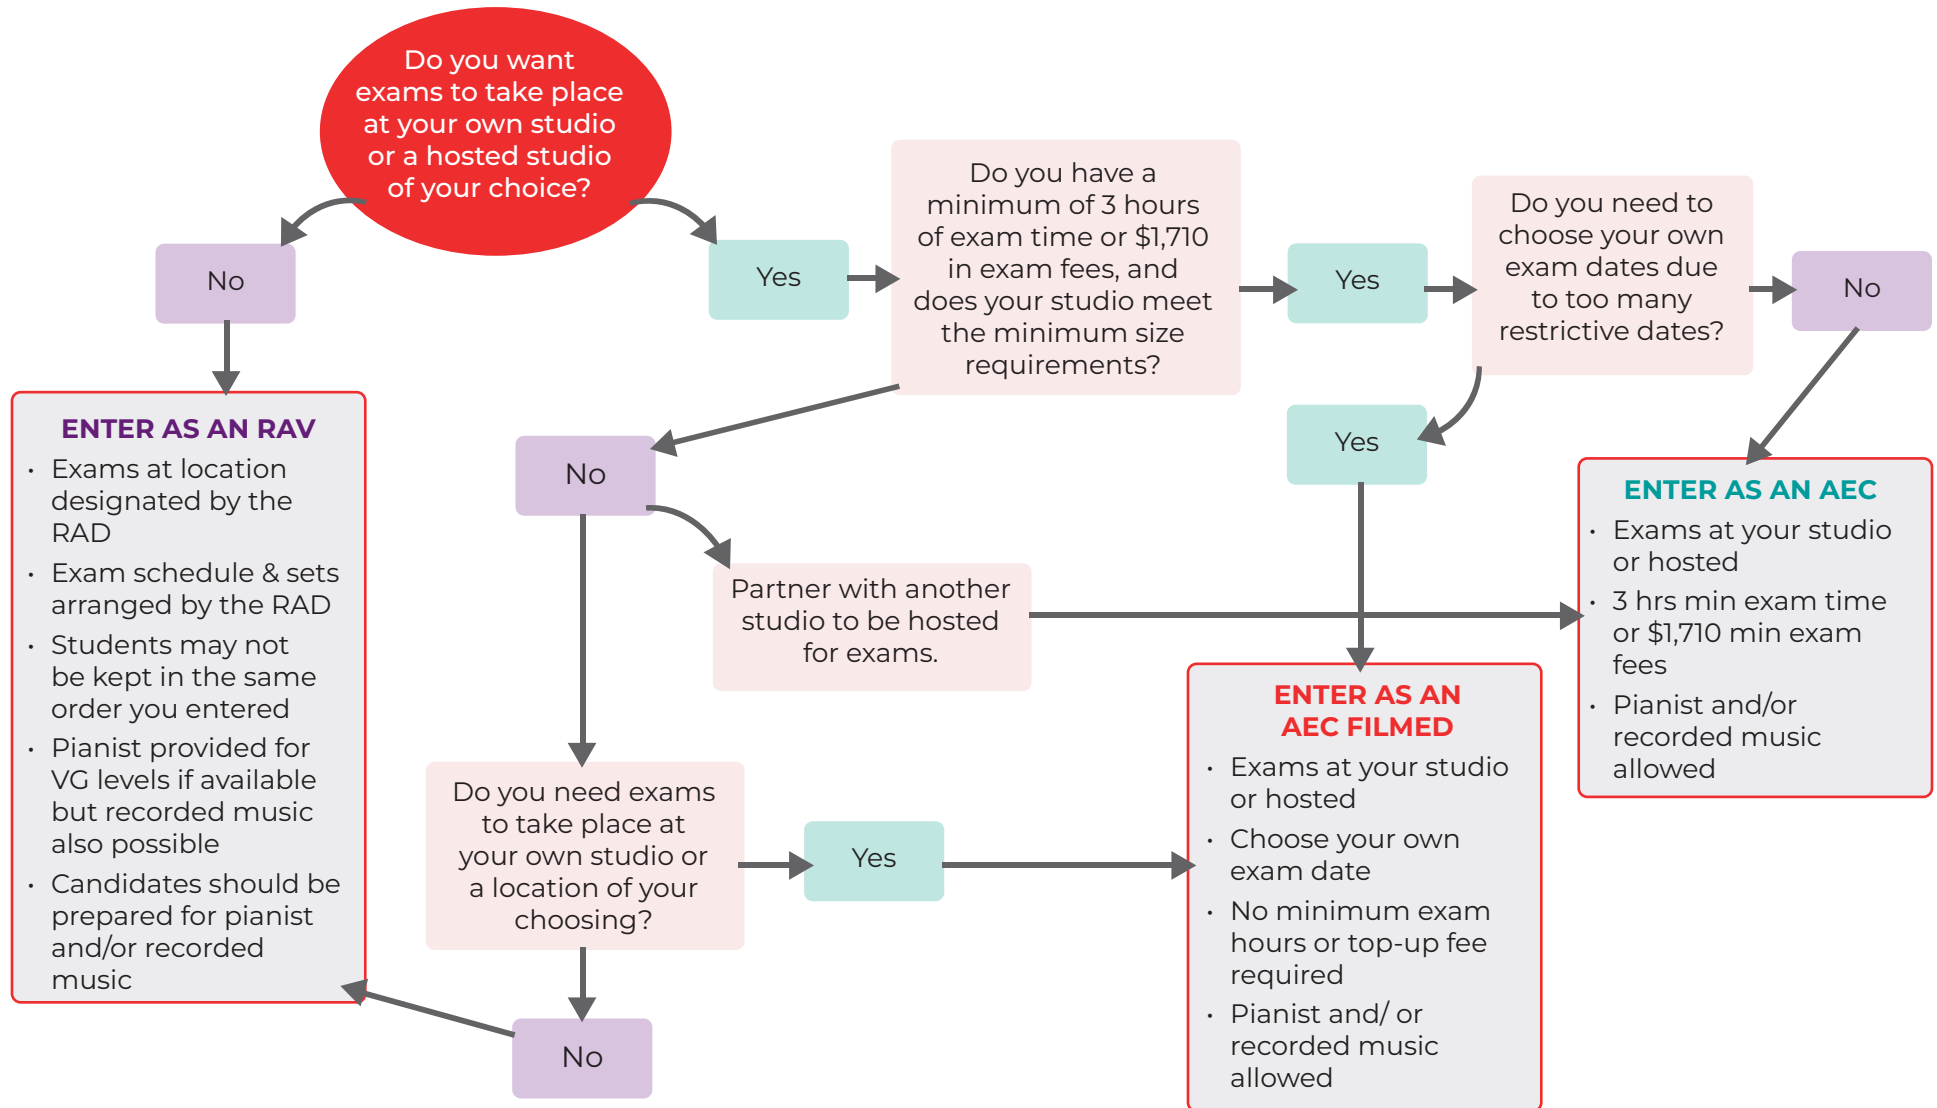 Do you want
exams to take place
at your own studio
or a hosted studio
of your choice?
No
Yes
Do you have a
minimum of 3 hours
of exam time or $1,710
in exam fees, and
does your studio meet
the minimum size
requirements?
Yes
Do you need to
choose your own
exam dates due
to too many
restrictive dates?
No
ENTER AS AN RAV
• Exams at location
designated by the
RAD
• Exam schedule & sets
arranged by the RAD
• Students may not
be kept in the same
order you entered
• Pianist provided for
VG levels if available
but recorded music
also possible
• Candidates should be
prepared for pianist
and/or recorded
music
No
Yes
ENTER AS AN AEC
• Exams at your studio
or hosted
• 3 hrs min exam time
or $1,710 min exam
fees
• Pianist and/or
recorded music
allowed
Partner with another
studio to be hosted
for exams.
ENTER AS AN
AEC FILMED
• Exams at your studio
or hosted
• Choose your own
exam date
• No minimum exam
hours or top-up fee
required
• Pianist and/ or
recorded music
allowed
Do you need exams
to take place at
your own studio or
a location of your
choosing?
Yes
No